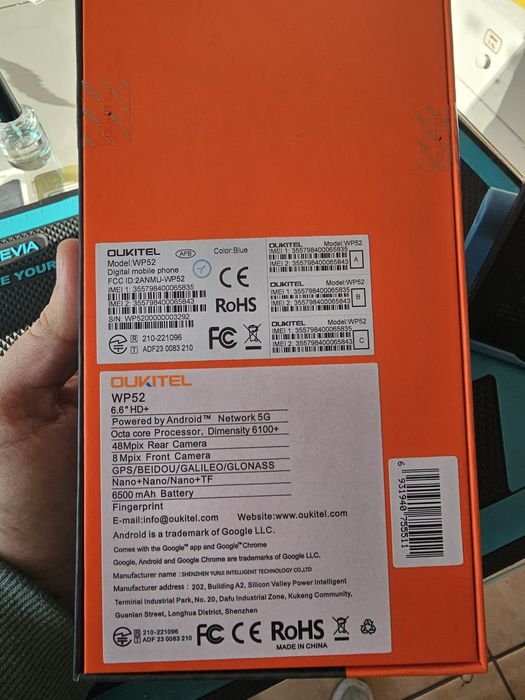 EVIA
E YOUR
OUKITEL
AFB
Color:Blue
Model:WP52
Digital mobile phone
FCC ID:2ANMU-WP52
IMEI 1: 355798400065835
IMEI 2: 355798400065843
S/N: WP5200000003292
R 210-221096
T ADF23 0083 210
CE
RoHS
FC
OUKITEL Model:WP52
IMEI 1: 355798400065835
IMEI 2: 355798400065843
A
OUKITEL Model:WP52
IMEI 1: 355798400065835
IMEI 2: 355798400065843
B
OUKITEL Model:WP52
IMEI 1: 355798400065835
IMEI 2: 355798400065843
C
OUKITEL
WP52
6.6" HD+
Powered by Android™ Network 5G
Octa core Processor, Dimensity 6100+
48Mpix Rear Camera
8 Mpix Front Camera
GPS/BEIDOU/GALILEO/GLONASS
Nano+Nano/Nano+TF
6500 mAh Battery
Fingerprint
E-mail:info@oukitel.com Website:www.oukitel.com
Android is a trademark of Google LLC.
Comes with the Google™ app and Google™ Chrome
Google, Android and Google Chrome are trademarks of Google LLC.
Manufacturer name : SHENZHEN YUNJI INTELLIGENT TECHNOLOGY CO.,LTD
Manufacturer address : 202, Building A2, Silicon Valley Power Intelligent
Terminal Industrial Park, No. 20, Dafu Industrial Zone, Kukeng Community,
Guanlan Street, Longhua District, Shenzhen
R 210-221096
T ADF 23 0083 210
FC CE RoHS
MADE IN CHINA
6 931940 755511